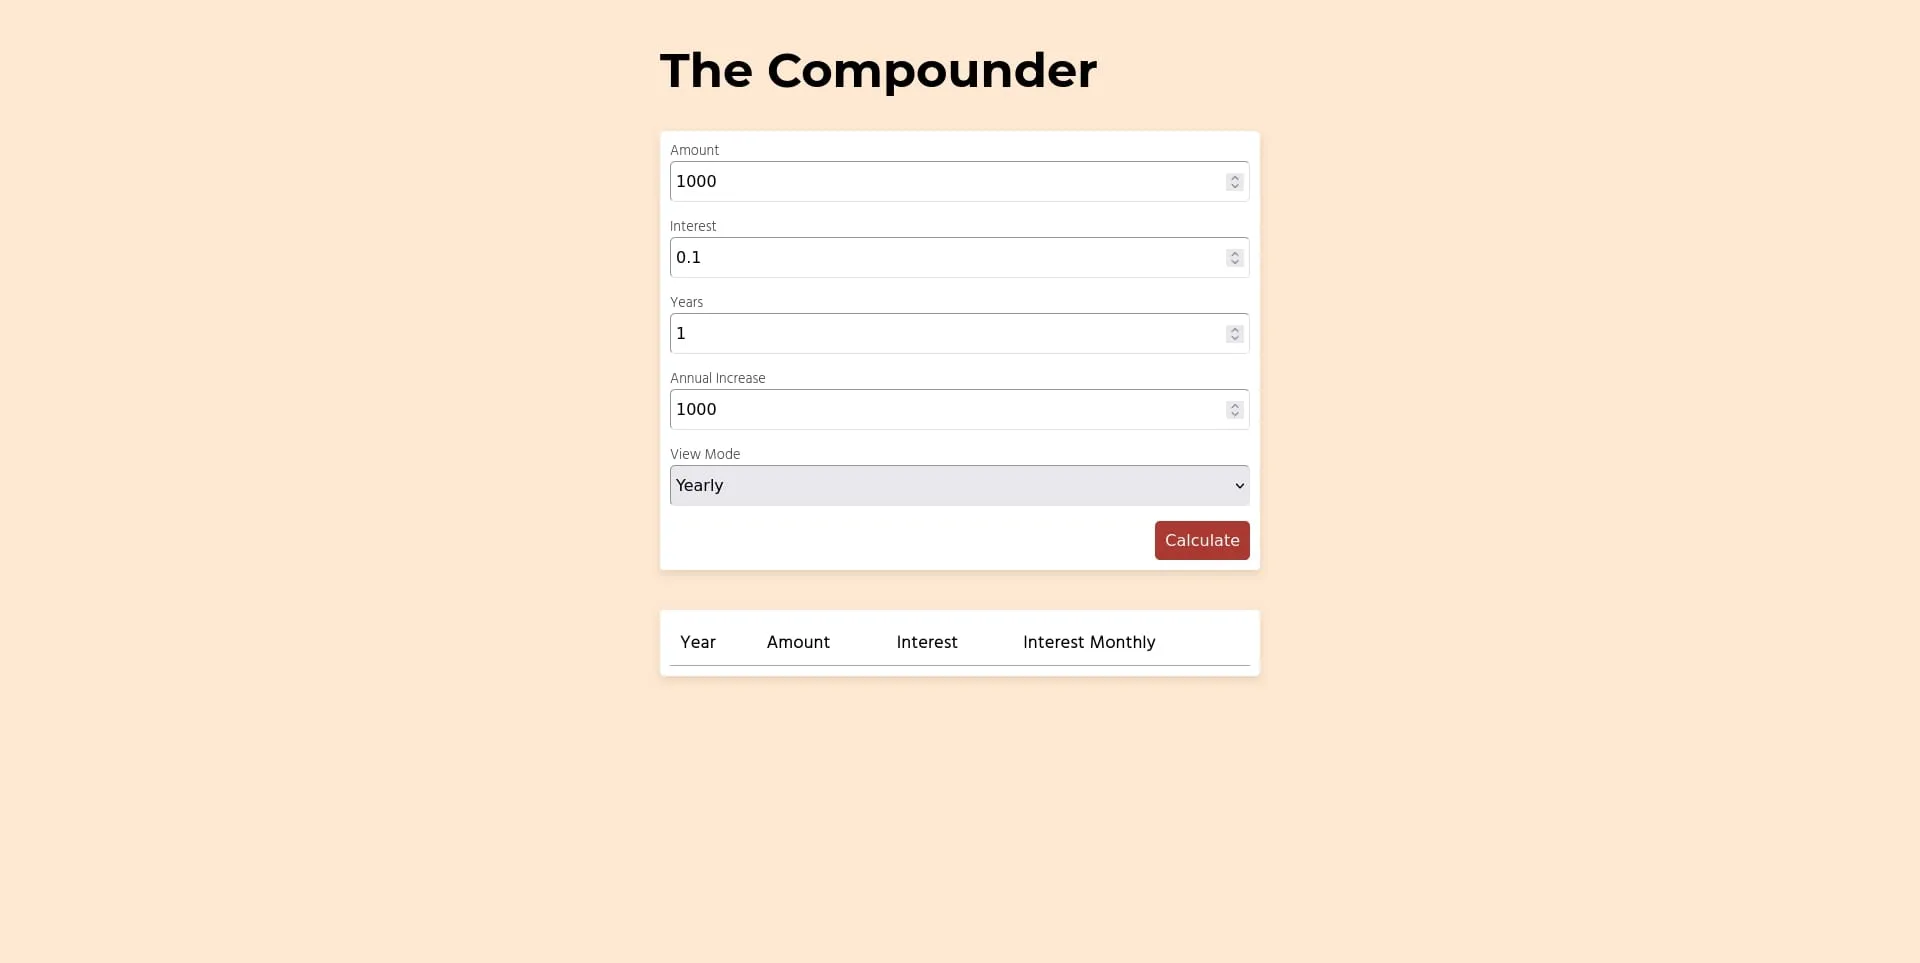 The Compounder
Amount
1000
Interest
0.1
Years
1
Annual Increase
1000
View Mode
Yearly
Calculate
Year Amount Interest Interest Monthly